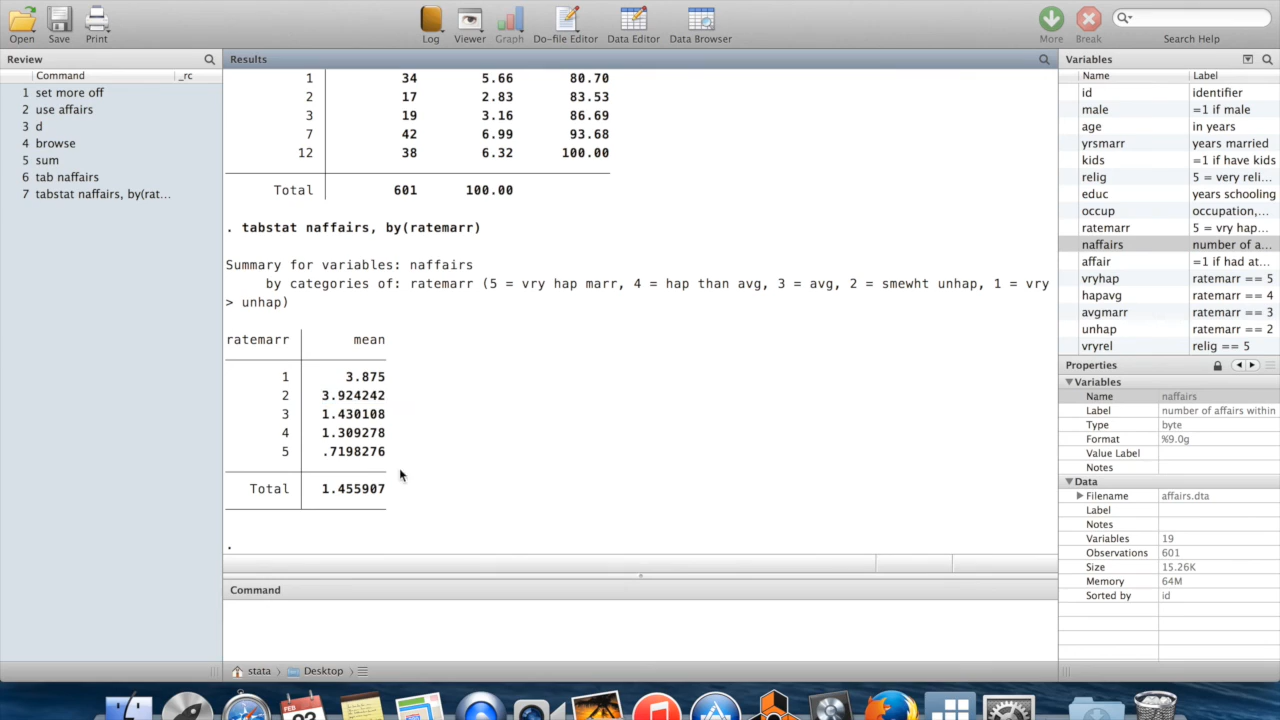 Open Save Print Log Viewer Graph Do-file Editor Data Editor Data Browser More Break Search Help
Review
Command _rc
1 set more off
2 use affairs
3 d
4 browse
5 sum
6 tab naffairs
7 tabstat naffairs, by(rat...
Results
1 34 5.66 80.70
2 17 2.83 83.53
3 19 3.16 86.69
7 42 6.99 93.68
12 38 6.32 100.00
Total 601 100.00
. tabstat naffairs, by(ratemarr)
Summary for variables: naffairs
by categories of: ratemarr (5 = vry hap marr, 4 = hap than avg, 3 = avg, 2 = smewht unhap, 1 = vry
> unhap)
ratemarr mean
1 3.875
2 3.924242
3 1.430108
4 1.309278
5 .7198276
Total 1.455907
.
Command
stata Desktop
Variables
Name Label
id identifier
male =1 if male
age in years
yrsmarr years married
kids =1 if have kids
relig 5 = very reli...
educ years schooling
occup occupation,...
ratemarr 5 = vry hap...
naffairs number of a...
affair =1 if had at...
vryhap ratemarr == 5
hapavg ratemarr == 4
avgmarr ratemarr == 3
unhap ratemarr == 2
vryrel relig == 5
Properties
Variables
Name naffairs
Label number of affairs within
Type byte
Format %9.0g
Value Label
Notes
Data
Filename affairs.dta
Label
Notes
Variables 19
Observations 601
Size 15.26K
Memory 64M
Sorted by id
FEB